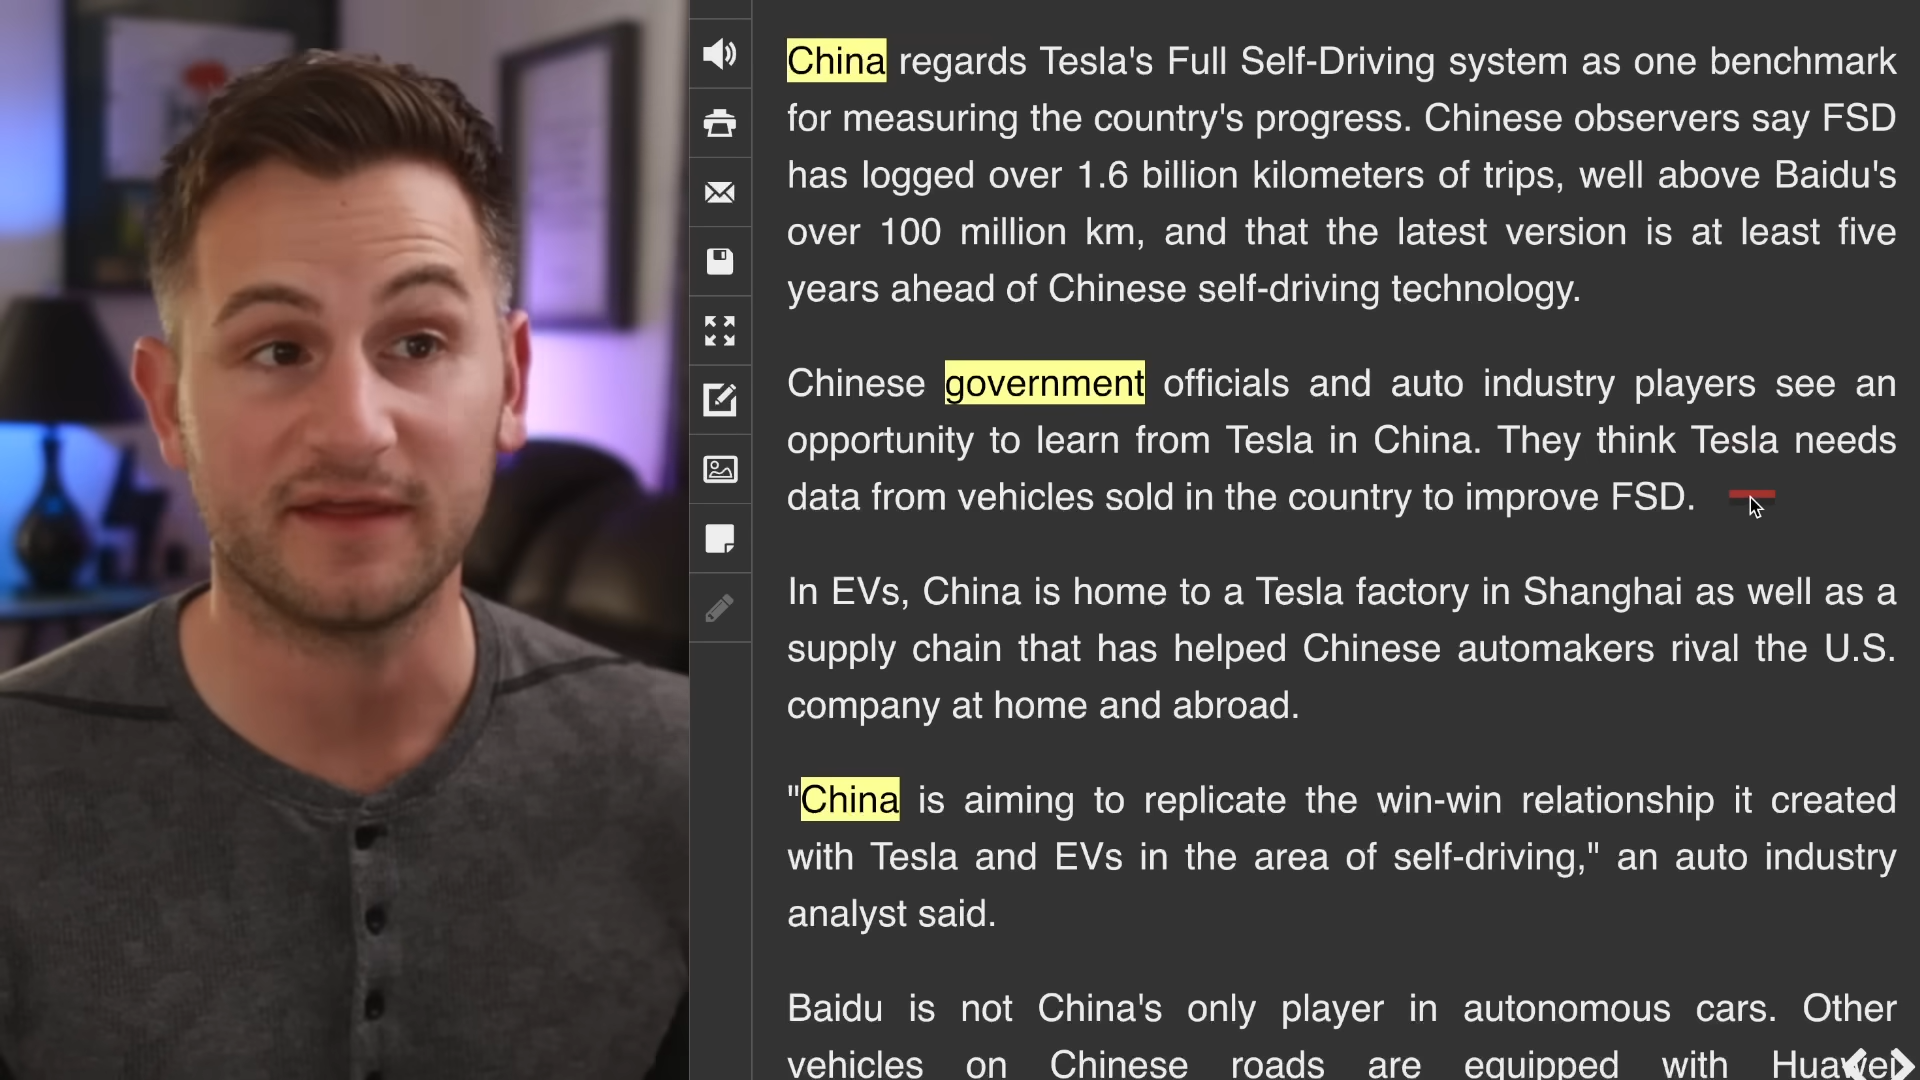 China regards Tesla's Full Self-Driving system as one benchmark
for measuring the country's progress. Chinese observers say FSD
has logged over 1.6 billion kilometers of trips, well above Baidu's
over 100 million km, and that the latest version is at least five
years ahead of Chinese self-driving technology.
Chinese government officials and auto industry players see an
opportunity to learn from Tesla in China. They think Tesla needs
data from vehicles sold in the country to improve FSD.
In EVs, China is home to a Tesla factory in Shanghai as well as a
supply chain that has helped Chinese automakers rival the U.S.
company at home and abroad.
"China is aiming to replicate the win-win relationship it created
with Tesla and EVs in the area of self-driving," an auto industry
analyst said.
Baidu is not China's only player in autonomous cars. Other
vehicles on Chinese roads are equipped with Huawei